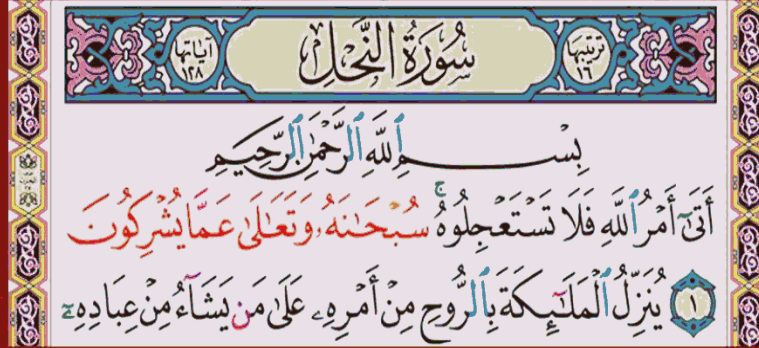 ترتيبها ١٦ سُورَةُ النَّحْلِ آياتها ١٢٨
بِسْمِ ٱللَّهِ ٱلرَّحْمَٰنِ ٱلرَّحِيمِ
أَتَىٰٓ أَمْرُ ٱللَّهِ فَلَا تَسْتَعْجِلُوهُ ۚ سُبْحَٰنَهُۥ وَتَعَٰلَىٰ عَمَّا يُشْرِكُونَ
١ يُنَزِّلُ ٱلْمَلَٰٓئِكَةَ بِٱلرُّوحِ مِنْ أَمْرِهِۦ عَلَىٰ مَن يَشَآءُ مِنْ عِبَادِهِۦٓ